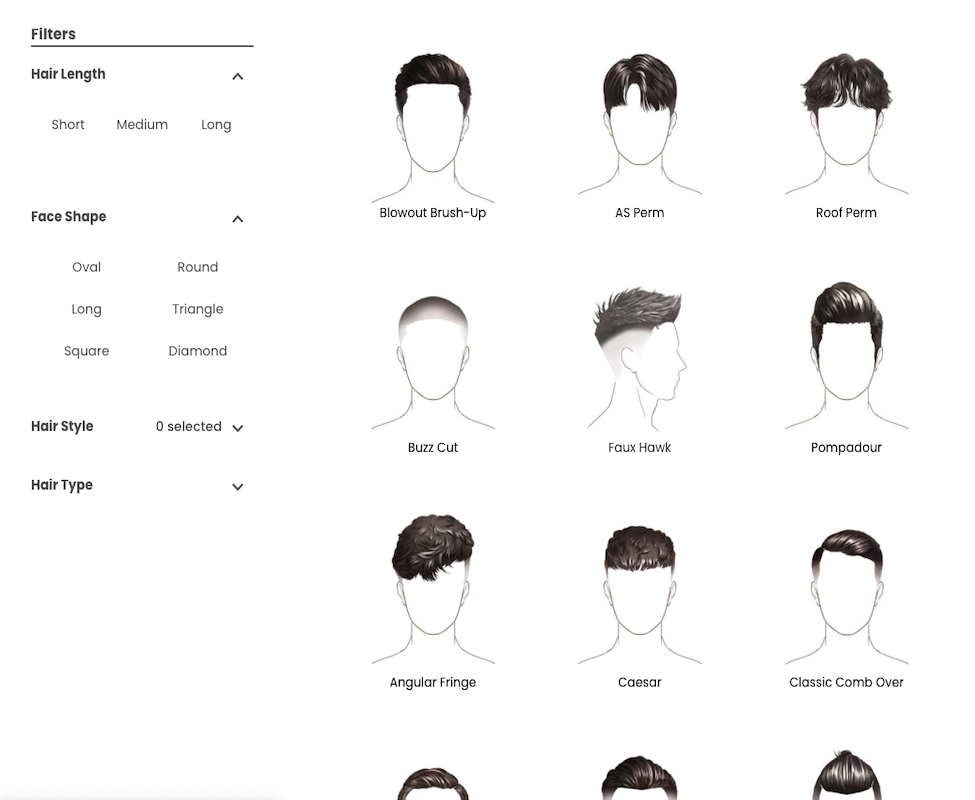 Filters
Hair Length
Short Medium Long
Face Shape
Oval Round
Long Triangle
Square Diamond
Hair Style 0 selected
Hair Type
Blowout Brush-Up AS Perm Roof Perm
Buzz Cut Faux Hawk Pompadour
Angular Fringe Caesar Classic Comb Over